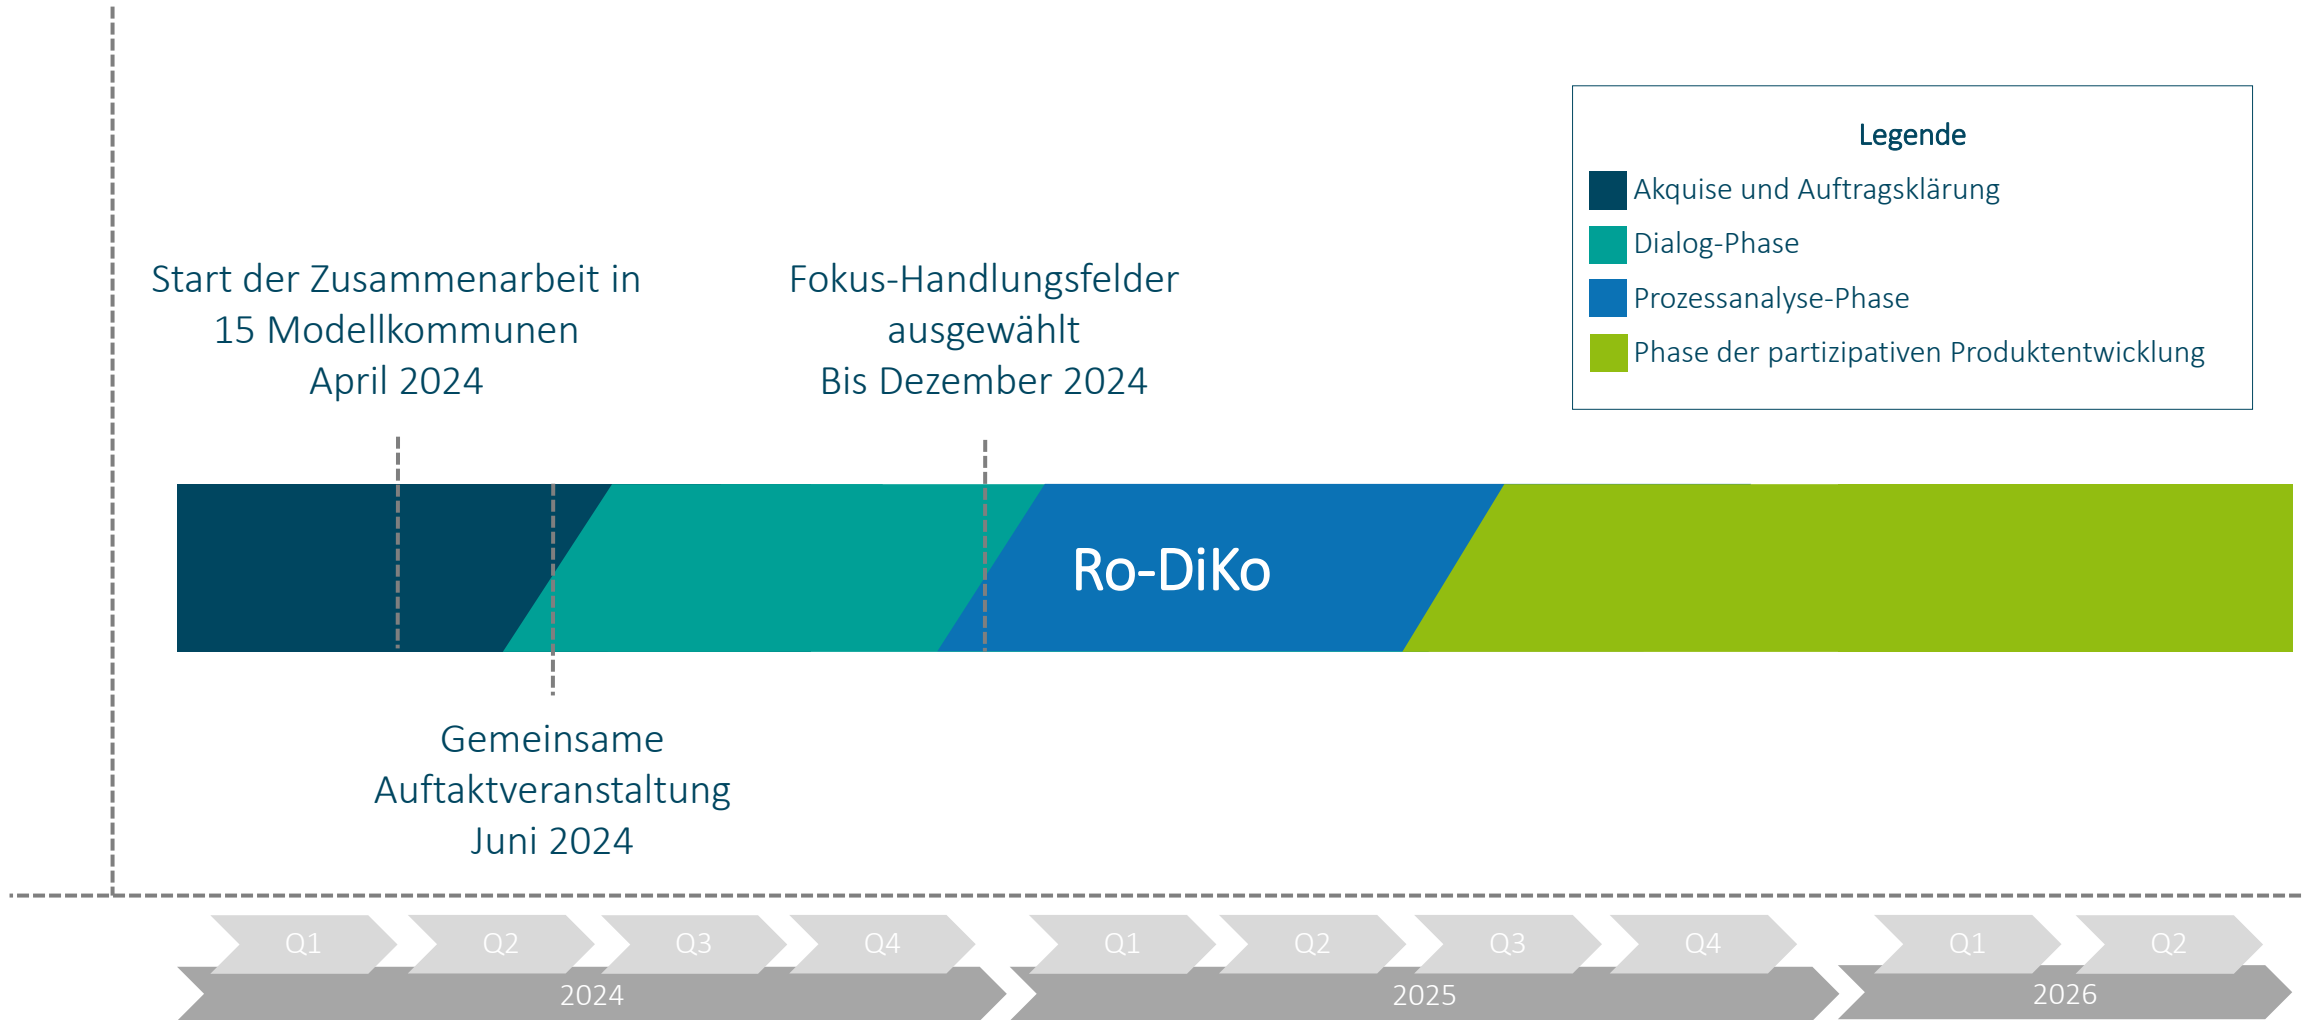 Legende
Akquise und Auftragsklärung
Dialog-Phase
Prozessanalyse-Phase
Phase der partizipativen Produktentwicklung
Start der Zusammenarbeit in
15 Modellkommunen
April 2024
Fokus-Handlungsfelder
ausgewählt
Bis Dezember 2024
Ro-DiKo
Gemeinsame
Auftaktveranstaltung
Juni 2024
Q1 Q2 Q3 Q4 Q1 Q2 Q3 Q4 Q1 Q2
2024 2025 2026